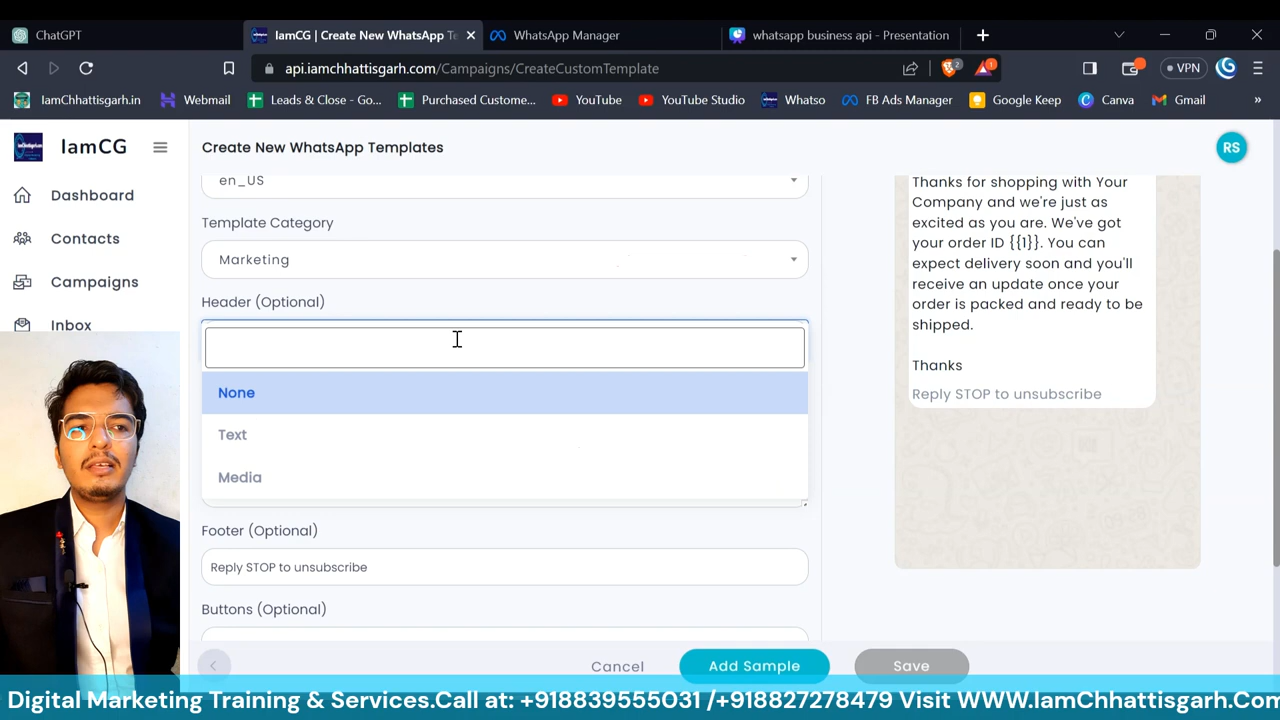 ChatGPT
IamCG | Create New WhatsApp Te
WhatsApp Manager
whatsapp business api - Presentation
api.iamchhattisgarh.com/Campaigns/CreateCustomTemplate
2
1
VPN
IamChhattisgarh.in
Webmail
Leads & Close - Go...
Purchased Custome...
YouTube
YouTube Studio
Whatso
FB Ads Manager
Google Keep
Canva
Gmail
»
IamCG
Create New WhatsApp Templates
RS
Dashboard
Contacts
Campaigns
Inbox
en_US
Template Category
Marketing
Header (Optional)
None
Text
Media
Footer (Optional)
Reply STOP to unsubscribe
Buttons (Optional)
Thanks for shopping with Your
Company and we're just as
excited as you are. We've got
your order ID {{1}}. You can
expect delivery soon and you'll
receive an update once your
order is packed and ready to be
shipped.
Thanks
Reply STOP to unsubscribe
Cancel
Add Sample
Save
Digital Marketing Training & Services.Call at: +918839555031 /+918827278479 Visit WWW.IamChhattisgarh.Com